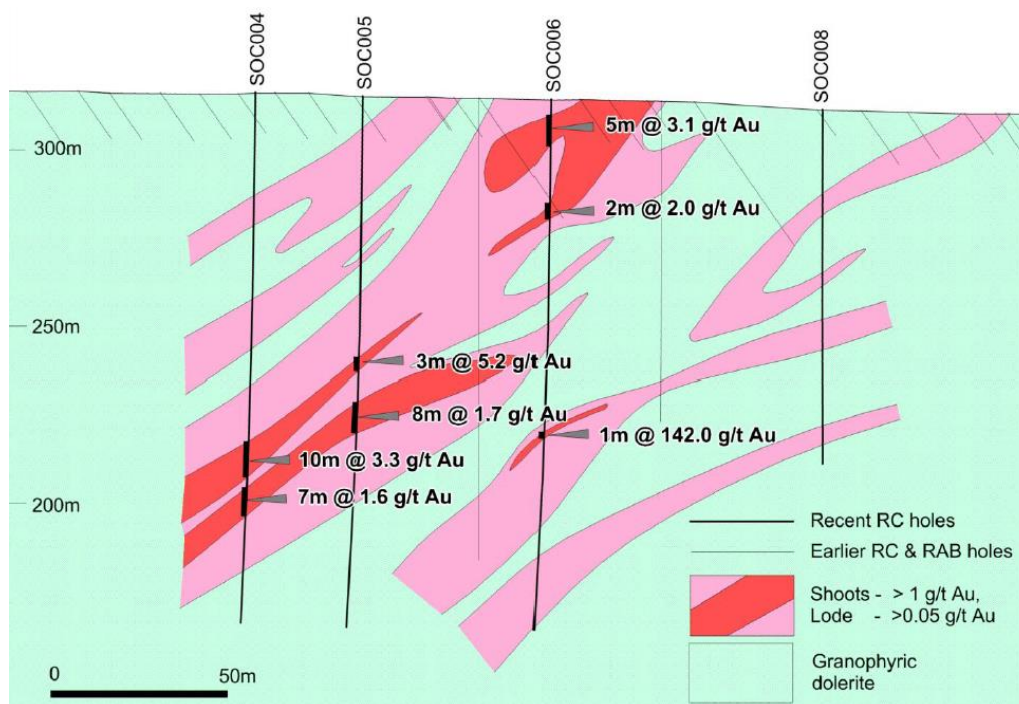 SOC004
SOC005
SOC006
SOC008
300m
5m @ 3.1 g/t Au
2m @ 2.0 g/t Au
250m
3m @ 5.2 g/t Au
8m @ 1.7 g/t Au
1m @ 142.0 g/t Au
10m @ 3.3 g/t Au
7m @ 1.6 g/t Au
200m
Recent RC holes
Earlier RC & RAB holes
Shoots - > 1 g/t Au,
Lode - >0.05 g/t Au
Granophyric
dolerite
0 50m